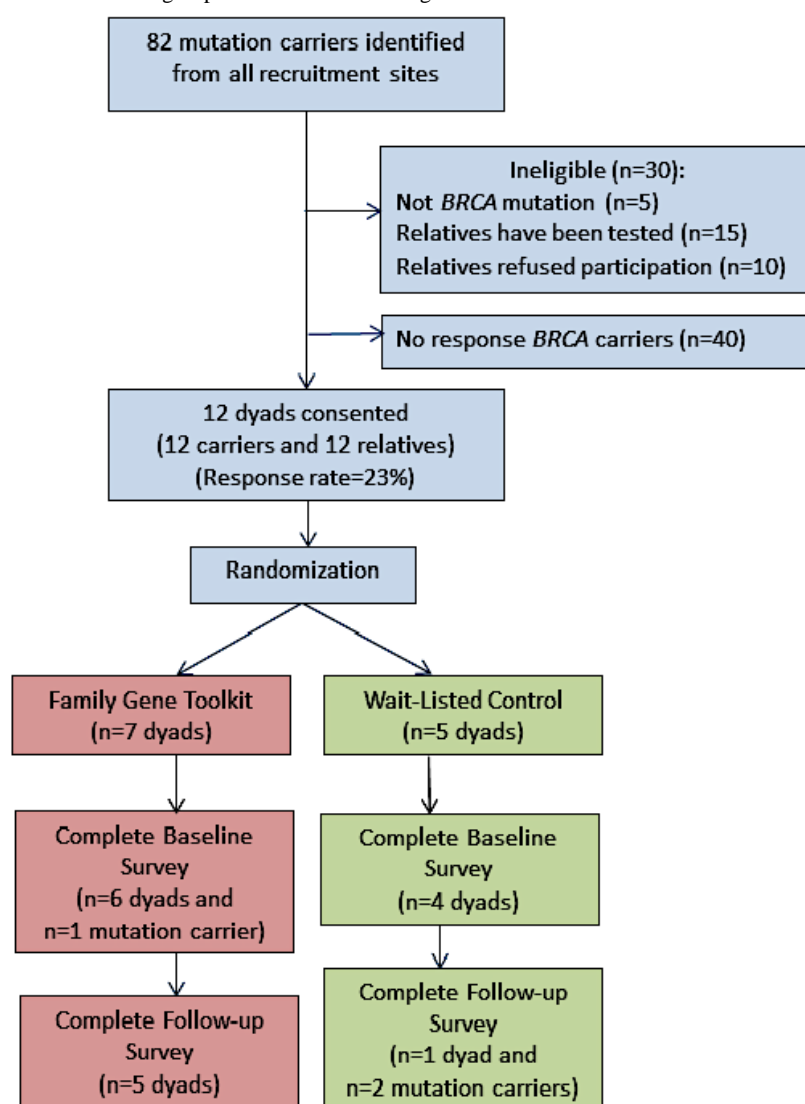 82 mutation carriers identified
from all recruitment sites
Ineligible (n=30):
Not BRCA mutation (n=5)
Relatives have been tested (n=15)
Relatives refused participation (n=10)
No response BRCA carriers (n=40)
12 dyads consented
(12 carriers and 12 relatives)
(Response rate=23%)
Randomization
Family Gene Toolkit
(n=7 dyads)
Wait-Listed Control
(n=5 dyads)
Complete Baseline
Survey
(n=6 dyads and
n=1 mutation carrier)
Complete Baseline
Survey
(n=4 dyads)
Complete Follow-up
Survey
(n=5 dyads)
Complete Follow-up
Survey
(n=1 dyad and
n=2 mutation carriers)